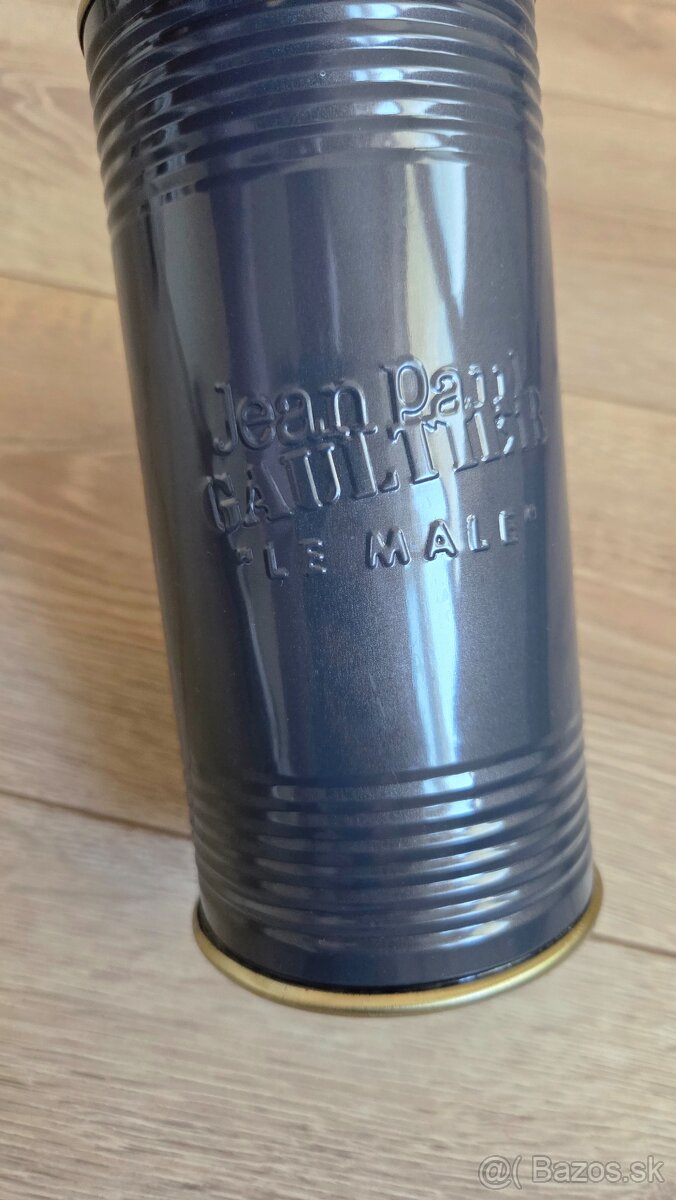 Jean Paul
GAULTIER
"LE MALE"
@( Bazos.sk